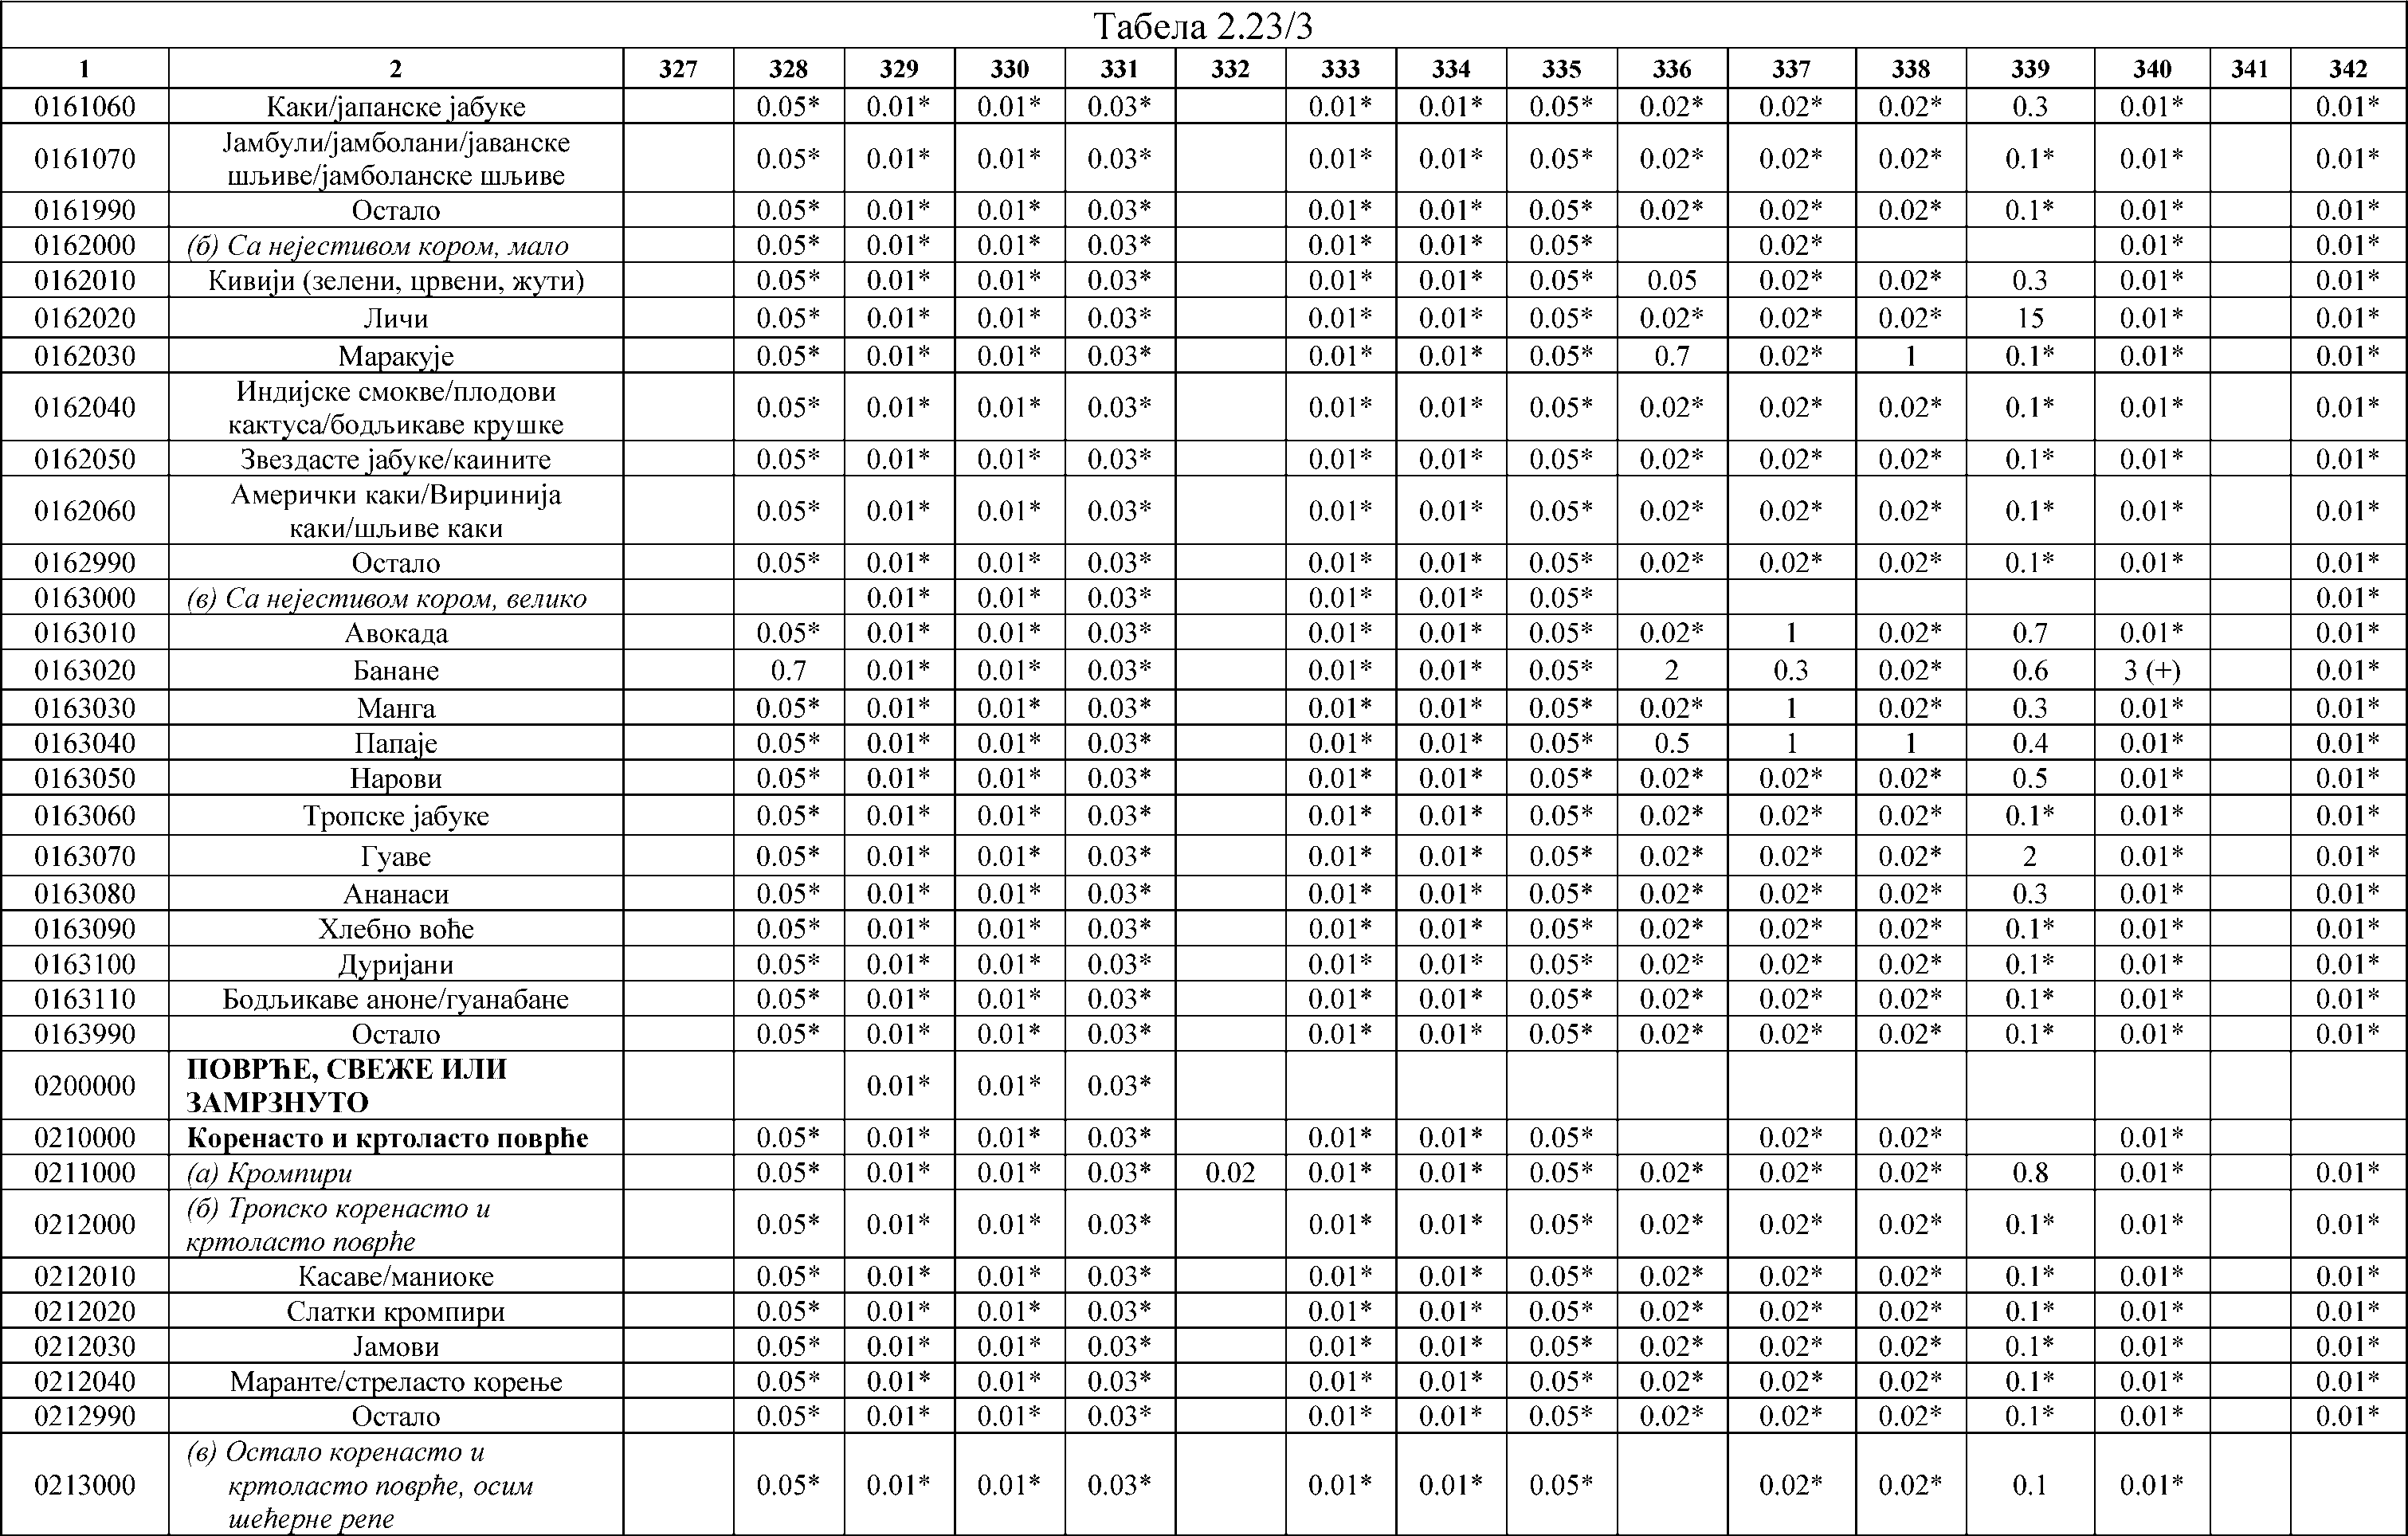 Табела 2.23/3
1 2 327 328 329 330 331 332 333 334 335 336 337 338 339 340 341 342
0161060 Каки/јапанске јабуке 0.05* 0.01* 0.01* 0.03* 0.01* 0.01* 0.05* 0.02* 0.02* 0.02* 0.3 0.01* 0.01*
0161070 Јамбули/јамболани/јаванске
шљиве/јамболанске шљиве 0.05* 0.01* 0.01* 0.03* 0.01* 0.01* 0.05* 0.02* 0.02* 0.02* 0.1* 0.01* 0.01*
0161990 Остало 0.05* 0.01* 0.01* 0.03* 0.01* 0.01* 0.05* 0.02* 0.02* 0.02* 0.1* 0.01* 0.01*
0162000 (б) Са нејестивом кором, мало 0.05* 0.01* 0.01* 0.03* 0.01* 0.01* 0.05* 0.02* 0.01* 0.01*
0162010 Кивији (зелени, црвени, жути) 0.05* 0.01* 0.01* 0.03* 0.01* 0.01* 0.05* 0.05 0.02* 0.02* 0.3 0.01* 0.01*
0162020 Личи 0.05* 0.01* 0.01* 0.03* 0.01* 0.01* 0.05* 0.02* 0.02* 0.02* 15 0.01* 0.01*
0162030 Маракује 0.05* 0.01* 0.01* 0.03* 0.01* 0.01* 0.05* 0.7 0.02* 1 0.1* 0.01* 0.01*
0162040 Индијске смокве/плодови
кактуса/бодљикаве крушке 0.05* 0.01* 0.01* 0.03* 0.01* 0.01* 0.05* 0.02* 0.02* 0.02* 0.1* 0.01* 0.01*
0162050 Звездасте јабуке/каините 0.05* 0.01* 0.01* 0.03* 0.01* 0.01* 0.05* 0.02* 0.02* 0.02* 0.1* 0.01* 0.01*
0162060 Амерички каки/Вирџинија
каки/шљиве каки 0.05* 0.01* 0.01* 0.03* 0.01* 0.01* 0.05* 0.02* 0.02* 0.02* 0.1* 0.01* 0.01*
0162990 Остало 0.05* 0.01* 0.01* 0.03* 0.01* 0.01* 0.05* 0.02* 0.02* 0.02* 0.1* 0.01* 0.01*
0163000 (в) Са нејестивом кором, велико 0.01* 0.01* 0.03* 0.01* 0.01* 0.05* 0.01*
0163010 Авокада 0.05* 0.01* 0.01* 0.03* 0.01* 0.01* 0.05* 0.02* 1 0.02* 0.7 0.01* 0.01*
0163020 Банане 0.7 0.01* 0.01* 0.03* 0.01* 0.01* 0.05* 2 0.3 0.02* 0.6 3 (+) 0.01*
0163030 Манга 0.05* 0.01* 0.01* 0.03* 0.01* 0.01* 0.05* 0.02* 1 0.02* 0.3 0.01* 0.01*
0163040 Папаје 0.05* 0.01* 0.01* 0.03* 0.01* 0.01* 0.05* 0.5 1 1 0.4 0.01* 0.01*
0163050 Нарови 0.05* 0.01* 0.01* 0.03* 0.01* 0.01* 0.05* 0.02* 0.02* 0.02* 0.5 0.01* 0.01*
0163060 Тропске јабуке 0.05* 0.01* 0.01* 0.03* 0.01* 0.01* 0.05* 0.02* 0.02* 0.02* 0.1* 0.01* 0.01*
0163070 Гуаве 0.05* 0.01* 0.01* 0.03* 0.01* 0.01* 0.05* 0.02* 0.02* 0.02* 2 0.01* 0.01*
0163080 Ананаси 0.05* 0.01* 0.01* 0.03* 0.01* 0.01* 0.05* 0.02* 0.02* 0.02* 0.3 0.01* 0.01*
0163090 Хлебно воће 0.05* 0.01* 0.01* 0.03* 0.01* 0.01* 0.05* 0.02* 0.02* 0.02* 0.1* 0.01* 0.01*
0163100 Дуријани 0.05* 0.01* 0.01* 0.03* 0.01* 0.01* 0.05* 0.02* 0.02* 0.02* 0.1* 0.01* 0.01*
0163110 Бодљикаве аноне/гуанабане 0.05* 0.01* 0.01* 0.03* 0.01* 0.01* 0.05* 0.02* 0.02* 0.02* 0.1* 0.01* 0.01*
0163990 Остало 0.05* 0.01* 0.01* 0.03* 0.01* 0.01* 0.05* 0.02* 0.02* 0.02* 0.1* 0.01* 0.01*
0200000 ПОВРЋЕ, СВЕЖЕ ИЛИ
ЗАМРЗНУТО 0.01* 0.01* 0.03*
0210000 Коренасто и кртоласто поврће 0.05* 0.01* 0.01* 0.03* 0.01* 0.01* 0.05* 0.02* 0.02* 0.01*
0211000 (а) Кромпири 0.05* 0.01* 0.01* 0.03* 0.02 0.01* 0.01* 0.05* 0.02* 0.02* 0.02* 0.8 0.01* 0.01*
0212000 (б) Тропско коренасто и
кртоласто поврће 0.05* 0.01* 0.01* 0.03* 0.01* 0.01* 0.05* 0.02* 0.02* 0.02* 0.1* 0.01* 0.01*
0212010 Касаве/маниоке 0.05* 0.01* 0.01* 0.03* 0.01* 0.01* 0.05* 0.02* 0.02* 0.02* 0.1* 0.01* 0.01*
0212020 Слатки кромпири 0.05* 0.01* 0.01* 0.03* 0.01* 0.01* 0.05* 0.02* 0.02* 0.02* 0.1* 0.01* 0.01*
0212030 Јамови 0.05* 0.01* 0.01* 0.03* 0.01* 0.01* 0.05* 0.02* 0.02* 0.02* 0.1* 0.01* 0.01*
0212040 Маранте/стреласто корење 0.05* 0.01* 0.01* 0.03* 0.01* 0.01* 0.05* 0.02* 0.02* 0.02* 0.1* 0.01* 0.01*
0212990 Остало 0.05* 0.01* 0.01* 0.03* 0.01* 0.01* 0.05* 0.02* 0.02* 0.02* 0.1* 0.01* 0.01*
0213000 (в) Остало коренасто и
кртоласто поврће, осим
шећерне репе 0.05* 0.01* 0.01* 0.03* 0.01* 0.01* 0.05* 0.02* 0.02* 0.1 0.01*